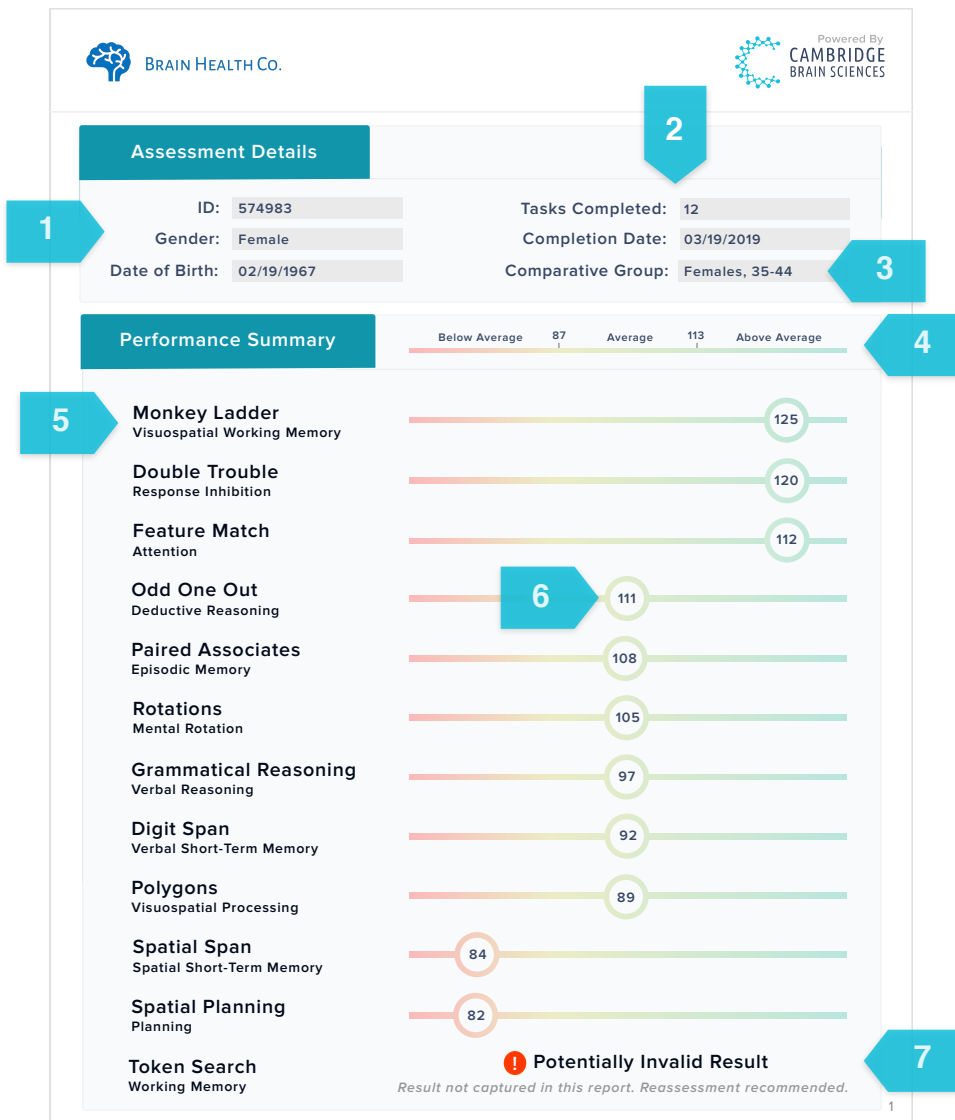 BRAIN HEALTH CO.
Powered By
CAMBRIDGE
BRAIN SCIENCES
2
Assessment Details
1
ID: 574983
Tasks Completed: 12
Gender: Female
Completion Date: 03/19/2019
Date of Birth: 02/19/1967
Comparative Group: Females, 35-44
3
Performance Summary
Below Average 87 Average 113 Above Average
4
5
Monkey Ladder
Visuospatial Working Memory
125
Double Trouble
Response Inhibition
120
Feature Match
Attention
112
Odd One Out
Deductive Reasoning
6
111
Paired Associates
Episodic Memory
108
Rotations
Mental Rotation
105
Grammatical Reasoning
Verbal Reasoning
97
Digit Span
Verbal Short-Term Memory
92
Polygons
Visuospatial Processing
89
Spatial Span
Spatial Short-Term Memory
84
Spatial Planning
Planning
82
Token Search
Working Memory
! Potentially Invalid Result
Result not captured in this report. Reassessment recommended.
7
1